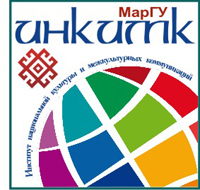 МарГУ
инкимк
Институт национальной культуры и межкультурных коммуникаций